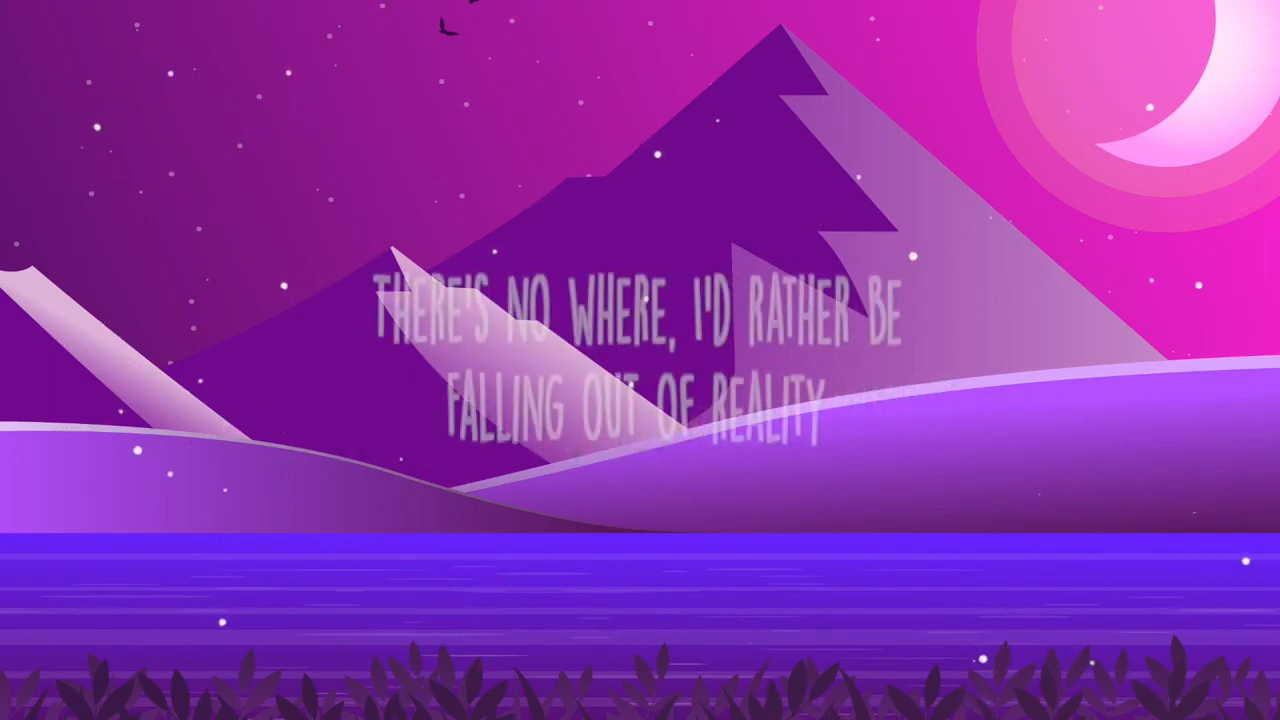 THERE'S NO WHERE, I'D RATHER BE
FALLING OUT OF REALITY